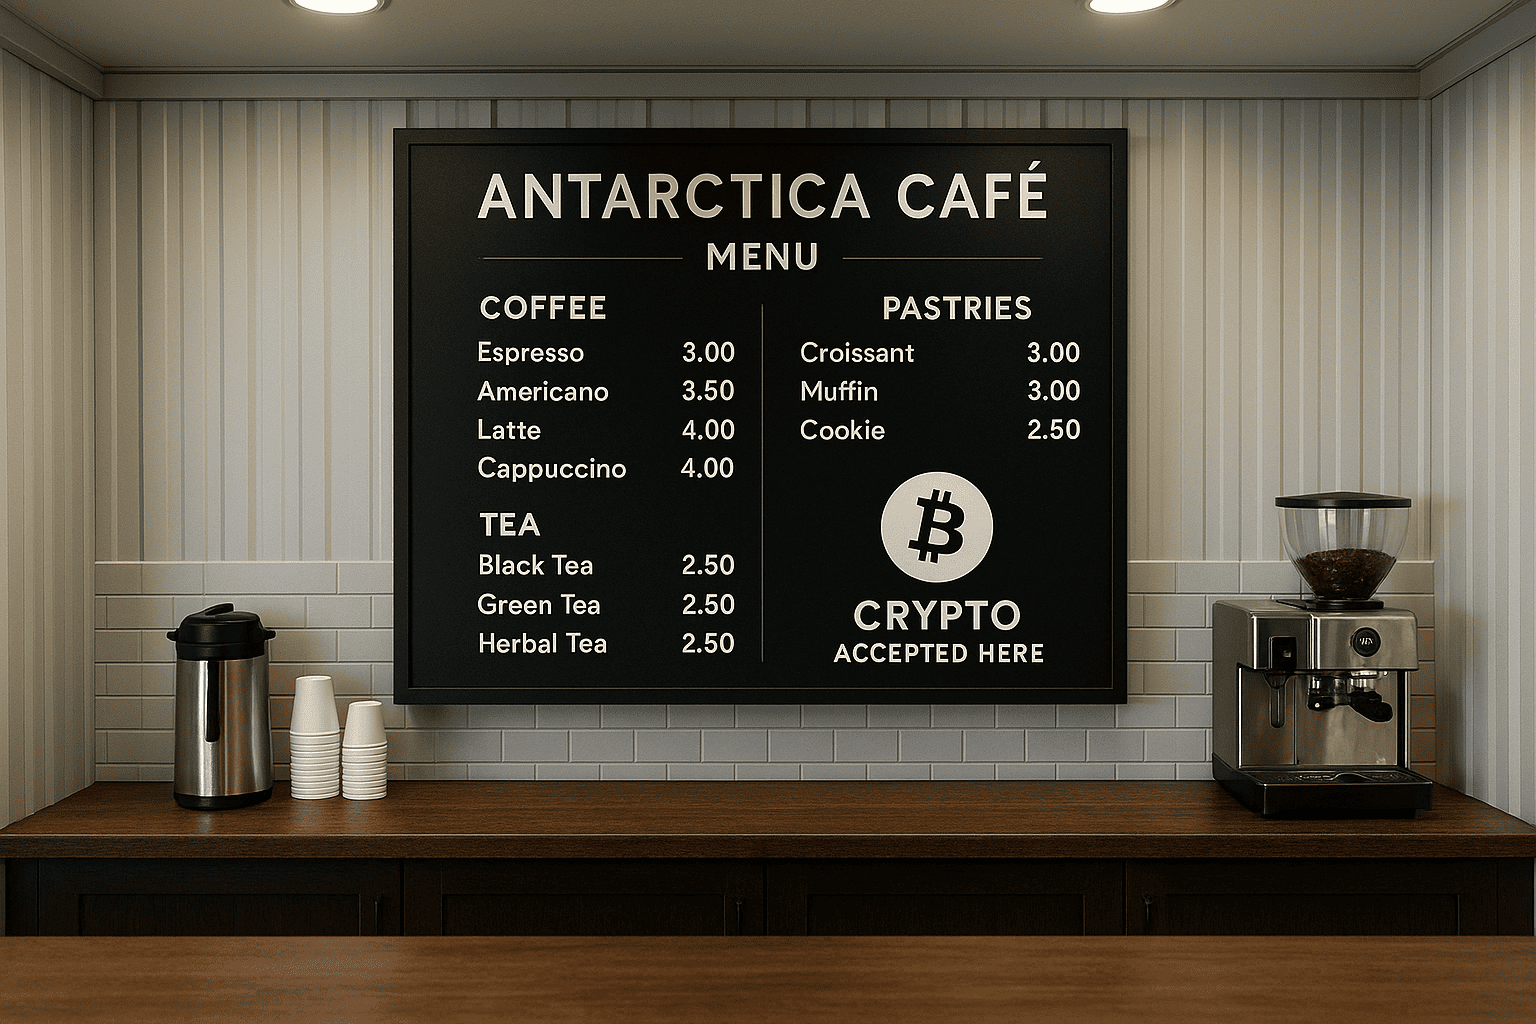 ANTARCTICA CAFÉ
MENU
COFFEE
Espresso 3.00
Americano 3.50
Latte 4.00
Cappuccino 4.00
TEA
Black Tea 2.50
Green Tea 2.50
Herbal Tea 2.50
PASTRIES
Croissant 3.00
Muffin 3.00
Cookie 2.50
₿
CRYPTO
ACCEPTED HERE